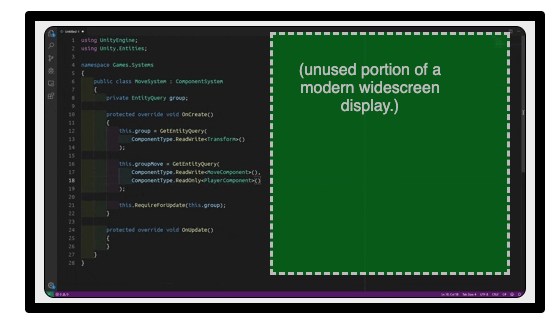 Untitled-1
1 using UnityEngine;
2 using Unity.Entities;
3
4 namespace Games.Systems
5 {
6 public class MoveSystem : ComponentSystem
7 {
8 private EntityQuery group;
9
10 protected override void OnCreate()
11 {
12 this.group = GetEntityQuery(
13 ComponentType.ReadWrite<Transform>()
14 );
15
16 this.groupMove = GetEntityQuery(
17 ComponentType.ReadWrite<MoveComponent>(),
18 ComponentType.ReadOnly<PlayerComponent>()
19 );
20
21 this.RequireForUpdate(this.group);
22 }
23
24 protected override void OnUpdate()
25 {
26 }
27 }
28 }
(unused portion of a
modern widescreen
display.)